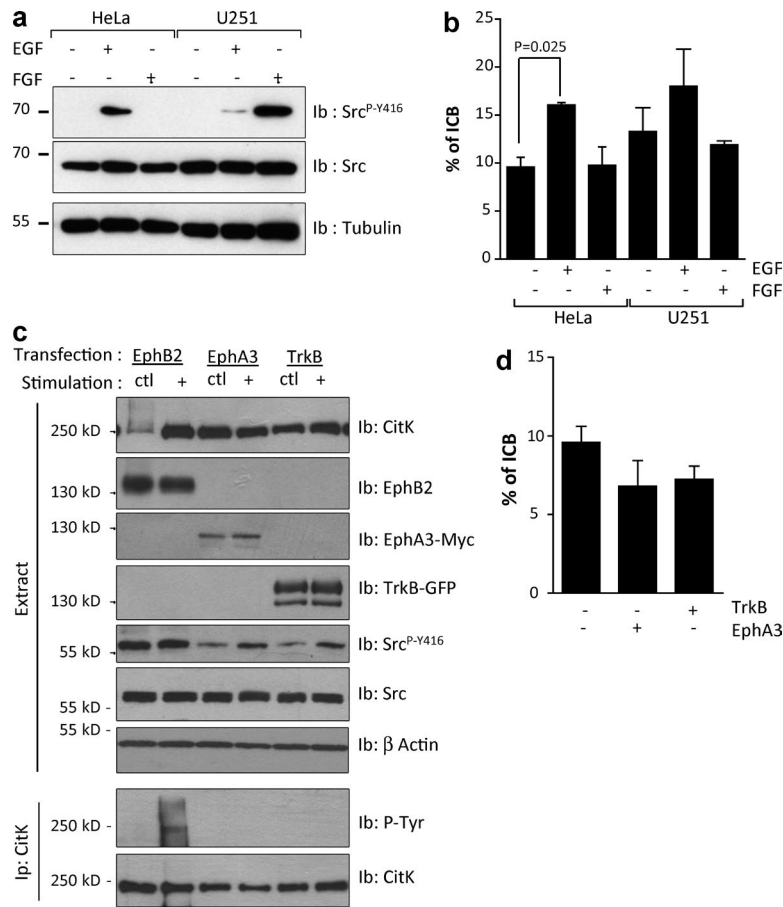 a
HeLa U251
EGF - + - - + -
FGF - - + - - +
70 Ib : SrcP-Y416
70 Ib : Src
55 Ib : Tubulin
b
P=0.025
% of ICB
25
20
15
10
5
0
- + - - + - EGF
- - + - - + FGF
HeLa U251
c
Transfection : EphB2 EphA3 TrkB
Stimulation : ctl + ctl + ctl +
Extract
250 kD Ib: CitK
130 kD Ib: EphB2
130 kD Ib: EphA3-Myc
130 kD Ib: TrkB-GFP
55 kD Ib: SrcP-Y416
55 kD - Ib: Src
55 kD - Ib: β Actin
Ip: CitK
250 kD - Ib: P-Tyr
250 kD Ib: CitK
d
% of ICB
15
10
5
0
- - + TrkB
- + - EphA3